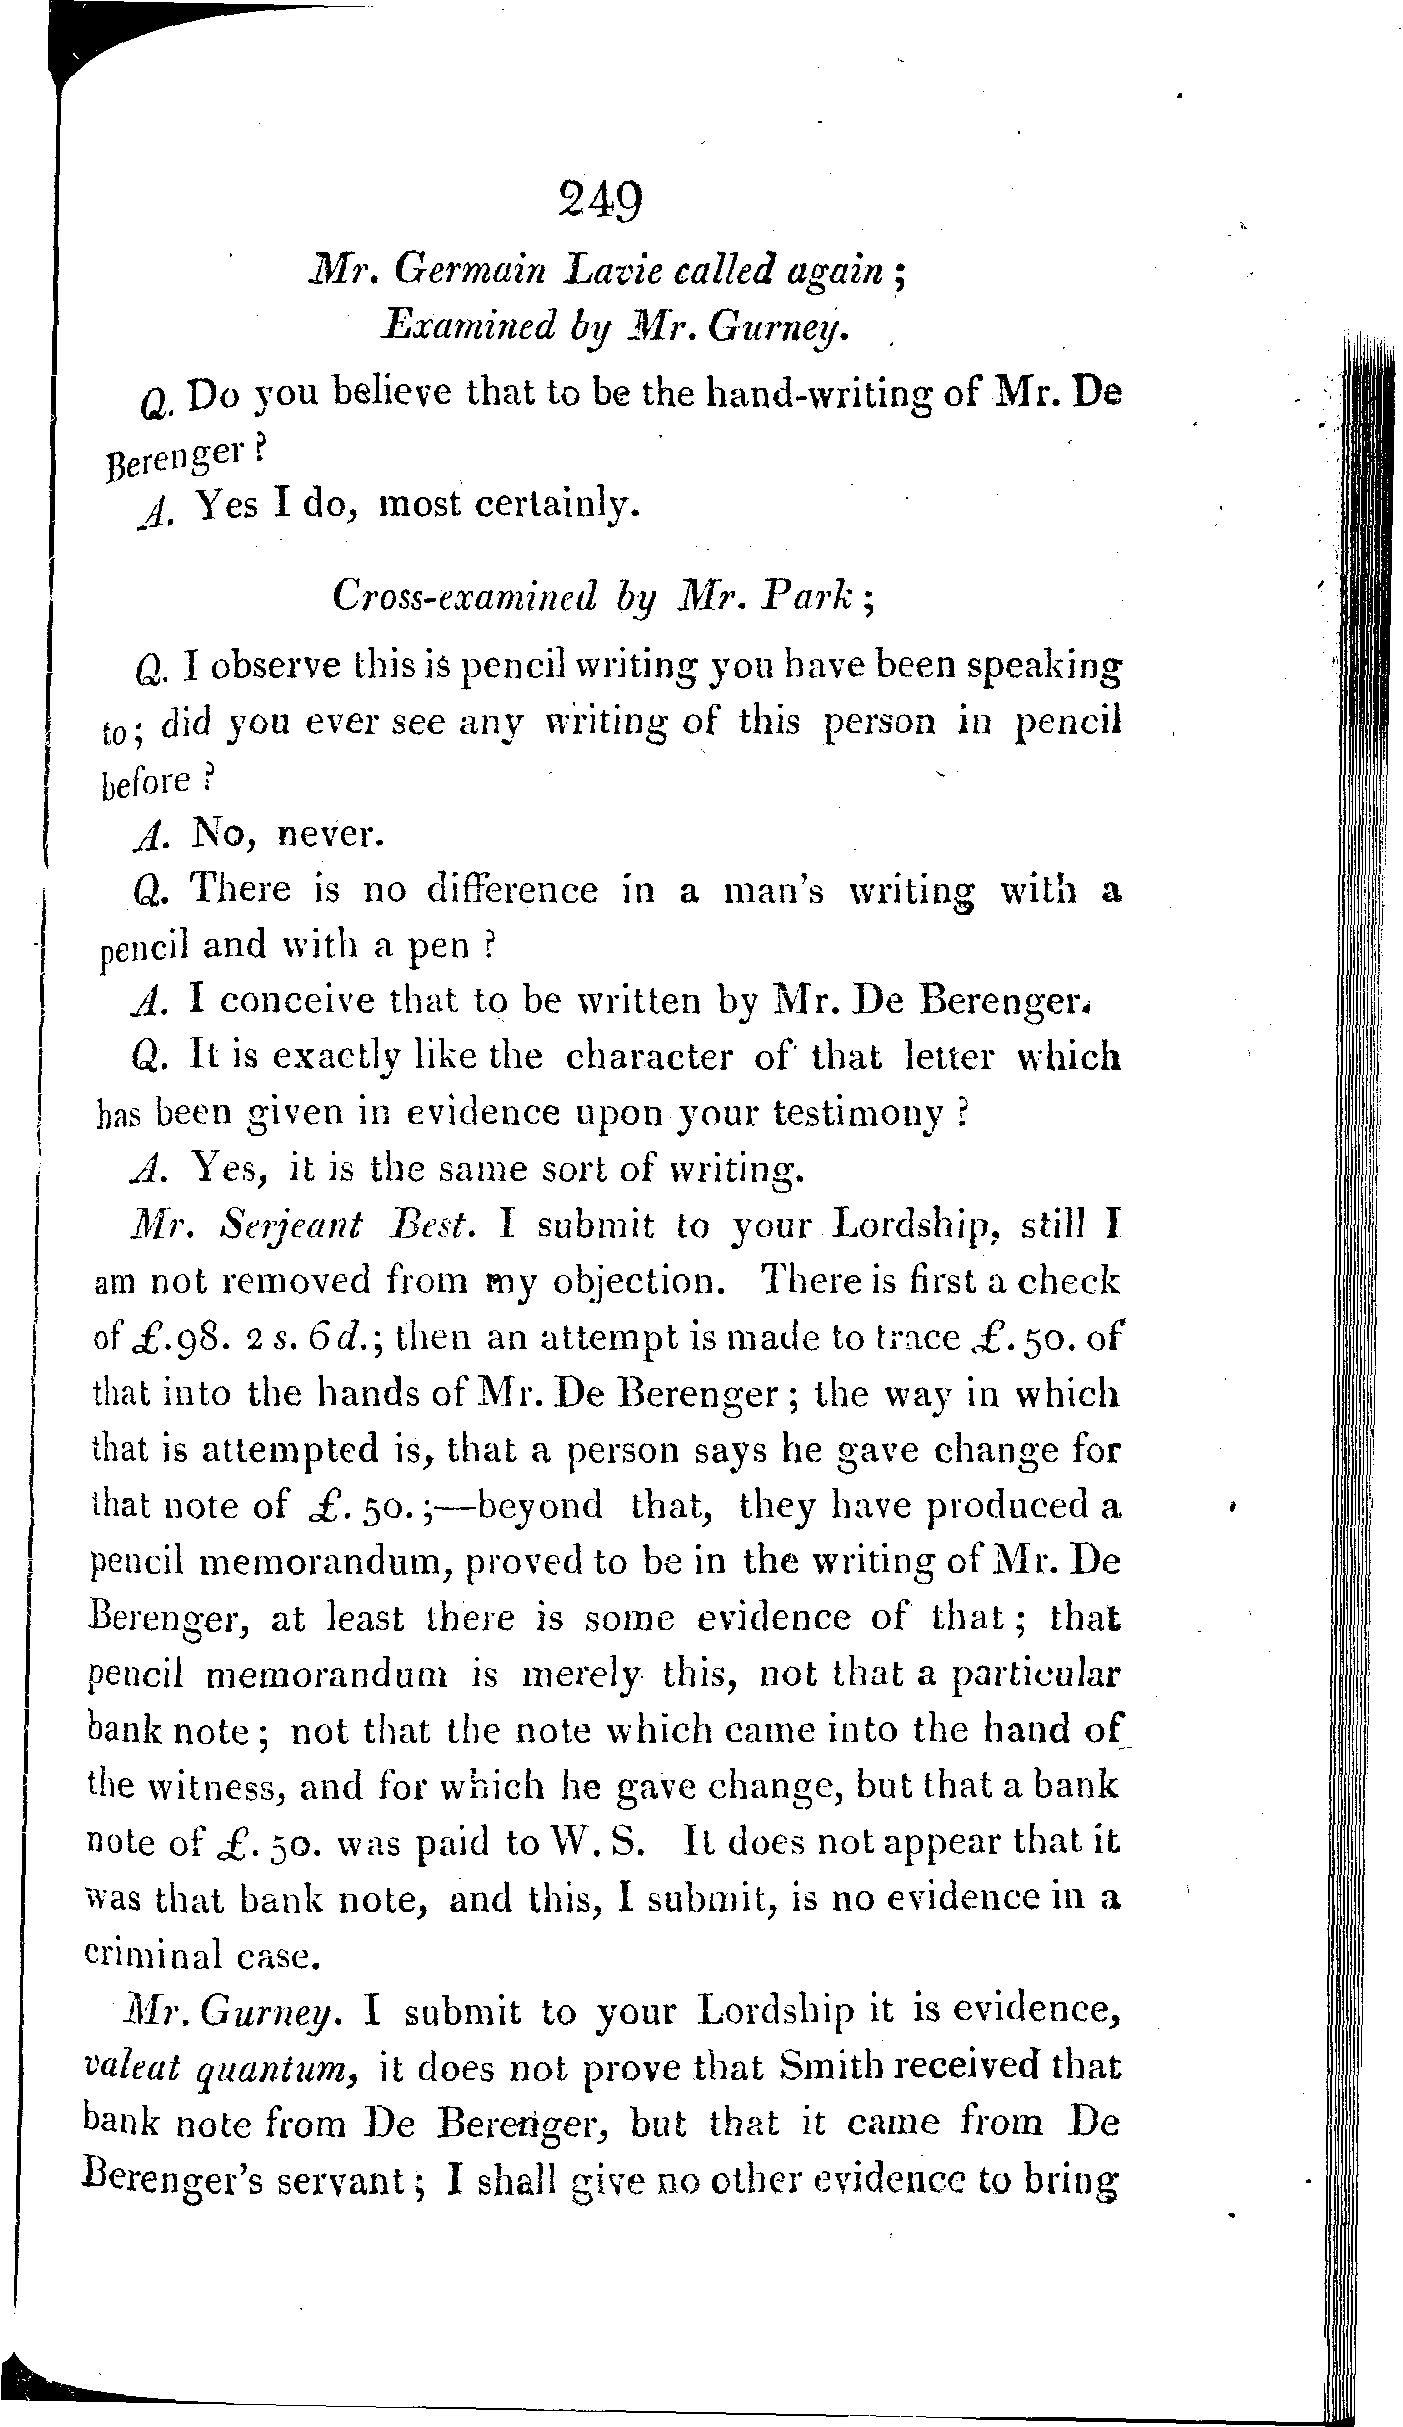 249
Mr. Germain Lavie called again ;
Examined by Mr. Gurney.
Q. Do you believe that to be the hand-writing of Mr. De
Berenger ?
A. Yes I do, most certainly.
Cross-examined by Mr. Park ;
Q. I observe this is pencil writing you have been speaking
to; did you ever see any writing of this person in pencil
before ?
A. No, never.
Q. There is no difference in a man's writing with a
pencil and with a pen ?
A. I conceive that to be written by Mr. De Berenger.
Q. It is exactly like the character of that letter which
has been given in evidence upon your testimony ?
A. Yes, it is the same sort of writing.
Mr. Serjeant Best. I submit to your Lordship, still I
am not removed from my objection. There is first a check
of £.98. 2 s. 6 d.; then an attempt is made to trace £. 50. of
that into the hands of Mr. De Berenger ; the way in which
that is attempted is, that a person says he gave change for
that note of £. 50. ;—beyond that, they have produced a
pencil memorandum, proved to be in the writing of Mr. De
Berenger, at least there is some evidence of that ; that
pencil memorandum is merely this, not that a particular
bank note ; not that the note which came into the hand of
the witness, and for which he gave change, but that a bank
note of £. 50. was paid to W. S. It does not appear that it
was that bank note, and this, I submit, is no evidence in a
criminal case.
Mr. Gurney. I submit to your Lordship it is evidence,
valeat quantum, it does not prove that Smith received that
bank note from De Berenger, but that it came from De
Berenger's servant ; I shall give no other evidence to bring